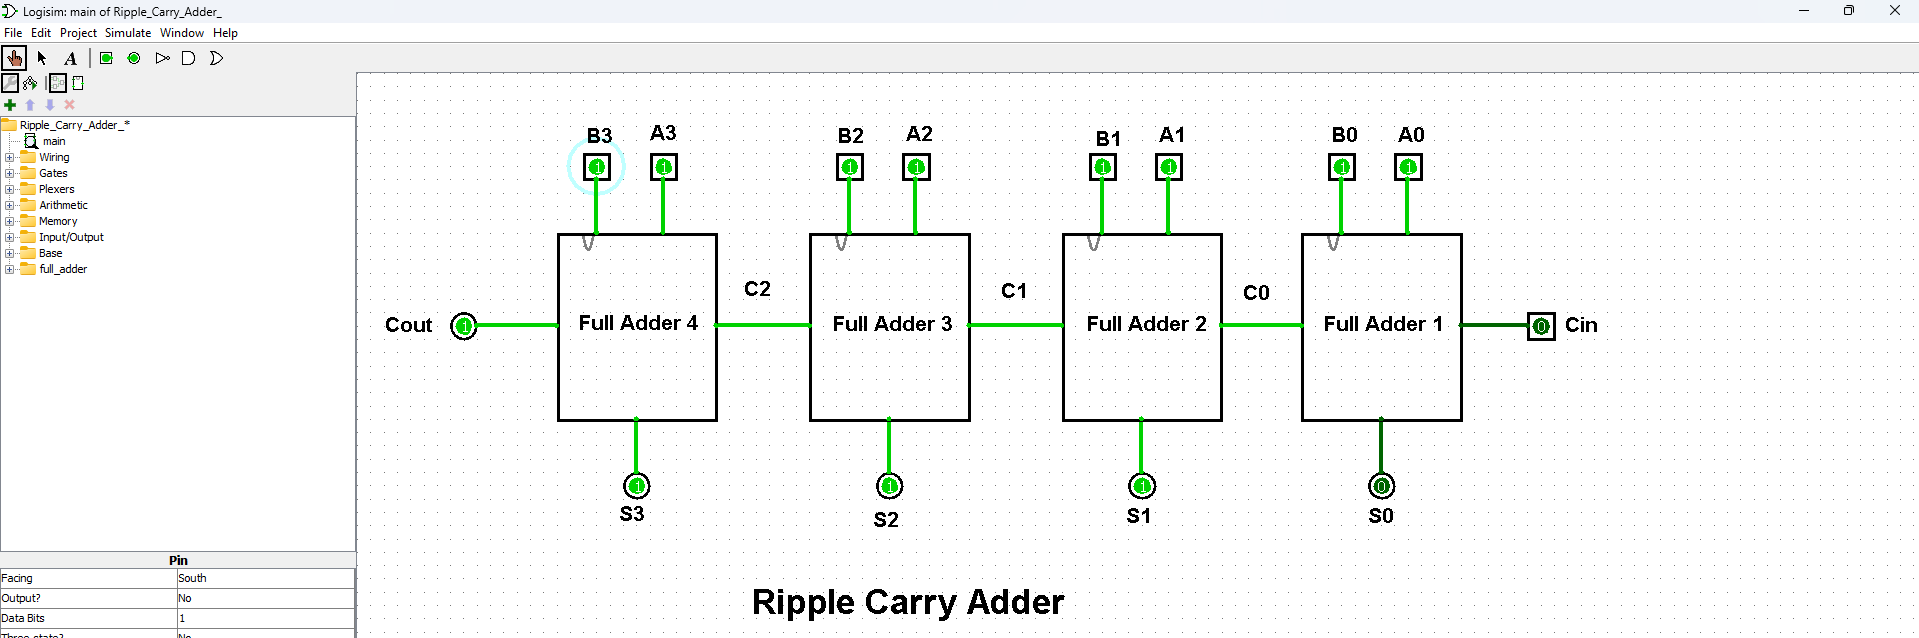 Logisim: main of Ripple_Carry_Adder_
File Edit Project Simulate Window Help
A
Ripple_Carry_Adder_*
main
Wiring
Gates
Plexers
Arithmetic
Memory
Input/Output
Base
full_adder
Pin
Facing South
Output? No
Data Bits 1
Three-state? No
B3 A3 B2 A2 B1 A1 B0 A0
1 1 1 1 1 1 1 1
C2 C1 C0
Cout 1 Full Adder 4 Full Adder 3 Full Adder 2 Full Adder 1 0 Cin
1 1 1 0
S3 S2 S1 S0
Ripple Carry Adder